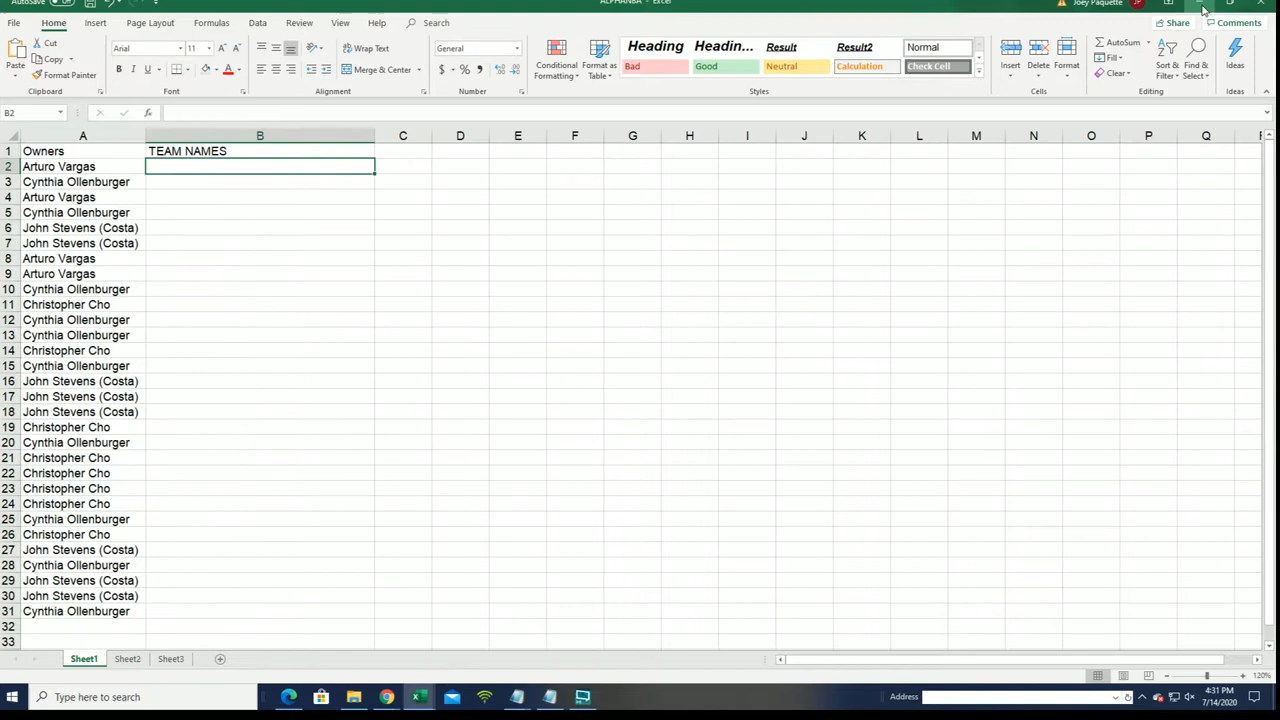 AutoSave Off ALPHANBA - Excel Joey Paquette JP
File Home Insert Page Layout Formulas Data Review View Help Search Share Comments
Paste Cut Copy Format Painter Clipboard
Arial 11 A A B I U A Font
Wrap Text Merge & Center Alignment
General $ % , Number
Conditional Formatting Format as Table
Heading Headin... Result Result2 Normal
Bad Good Neutral Calculation Check Cell
Styles
Insert Delete Format Cells
AutoSum Fill Clear Sort & Filter Find & Select Editing
Ideas Ideas
B2 fx
A B C D E F G H I J K L M N O P Q
1 Owners TEAM NAMES
2 Arturo Vargas
3 Cynthia Ollenburger
4 Arturo Vargas
5 Cynthia Ollenburger
6 John Stevens (Costa)
7 John Stevens (Costa)
8 Arturo Vargas
9 Arturo Vargas
10 Cynthia Ollenburger
11 Christopher Cho
12 Cynthia Ollenburger
13 Cynthia Ollenburger
14 Christopher Cho
15 Cynthia Ollenburger
16 John Stevens (Costa)
17 John Stevens (Costa)
18 John Stevens (Costa)
19 Christopher Cho
20 Cynthia Ollenburger
21 Christopher Cho
22 Christopher Cho
23 Christopher Cho
24 Christopher Cho
25 Cynthia Ollenburger
26 Christopher Cho
27 John Stevens (Costa)
28 Cynthia Ollenburger
29 John Stevens (Costa)
30 John Stevens (Costa)
31 Cynthia Ollenburger
32
33
Sheet1 Sheet2 Sheet3
120%
Type here to search Address 4:31 PM
7/14/2020